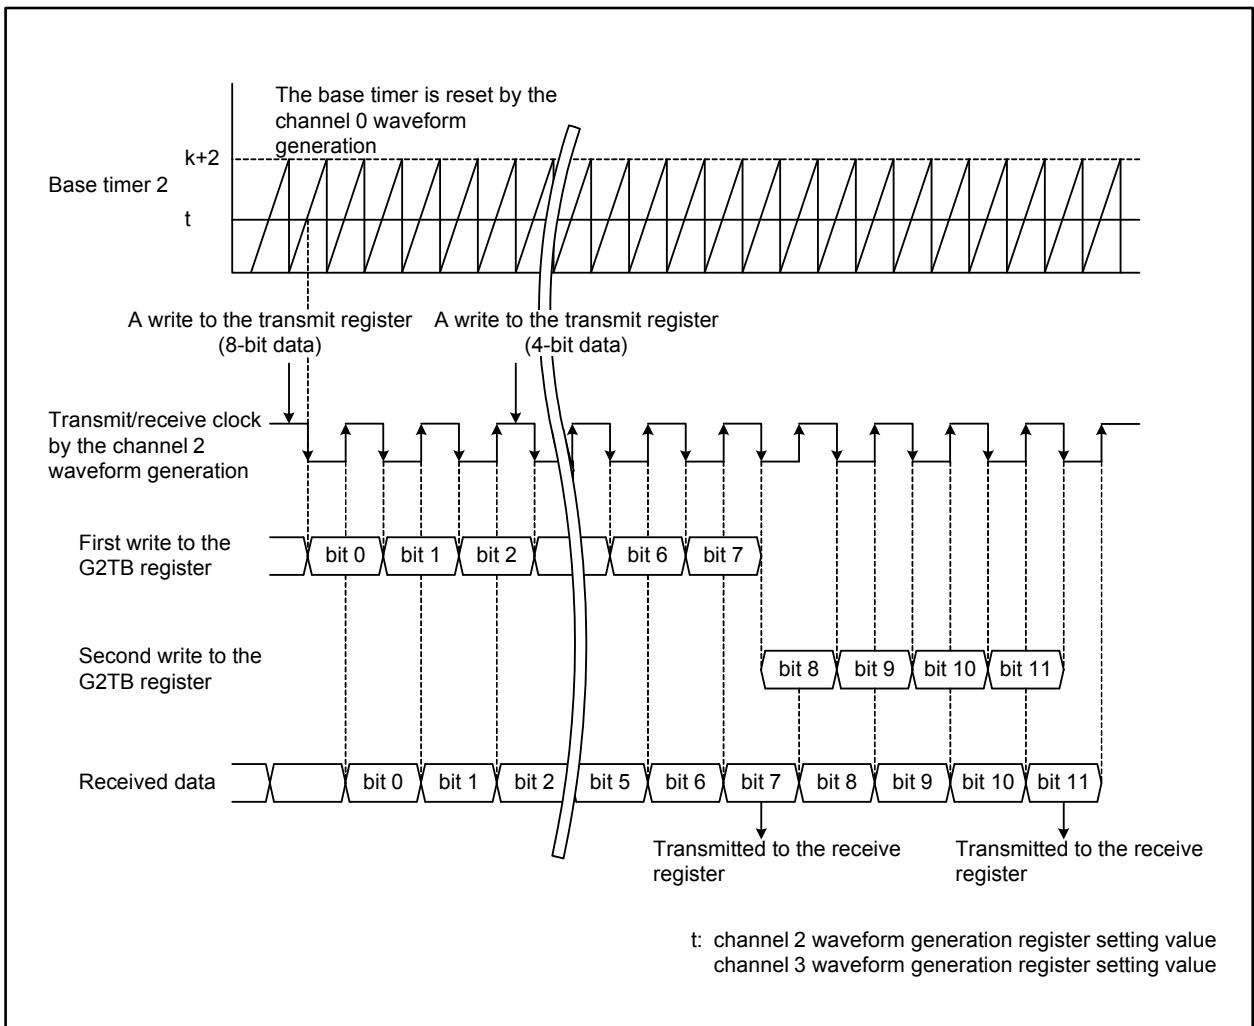 The base timer is reset by the
channel 0 waveform
generation
k+2
Base timer 2
t
A write to the transmit register
(8-bit data)
A write to the transmit register
(4-bit data)
Transmit/receive clock
by the channel 2
waveform generation
First write to the
G2TB register
bit 0 bit 1 bit 2 bit 6 bit 7
Second write to the
G2TB register
bit 8 bit 9 bit 10 bit 11
Received data
bit 0 bit 1 bit 2 bit 5 bit 6 bit 7 bit 8 bit 9 bit 10 bit 11
Transmitted to the receive
register
Transmitted to the receive
register
t: channel 2 waveform generation register setting value
channel 3 waveform generation register setting value